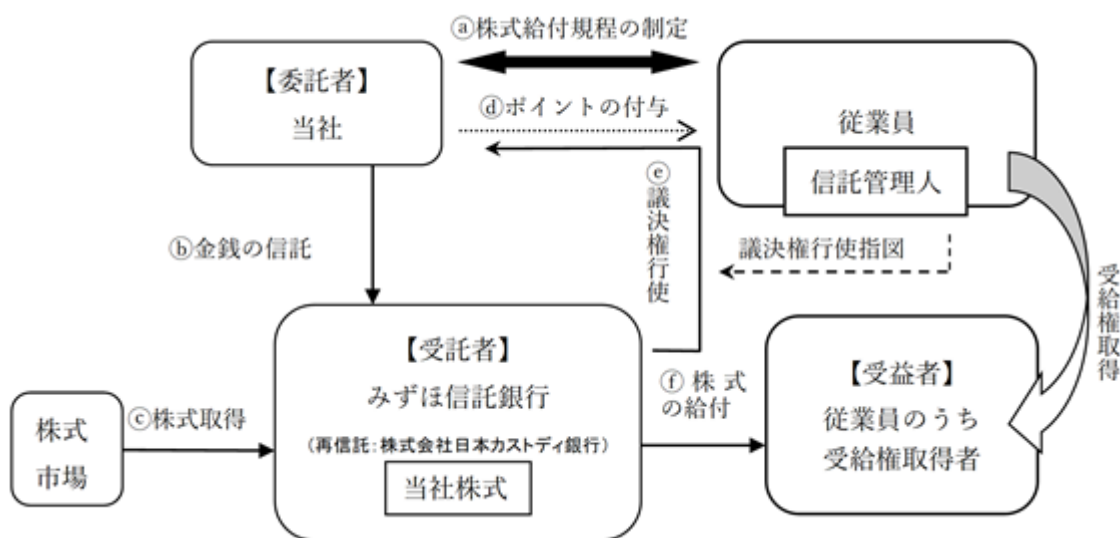 ⓐ株式給付規程の制定
【委託者】
当社
ⓓポイントの付与
従業員
信託管理人
ⓑ金銭の信託
ⓔ議決権行使
議決権行使指図
受給権取得
【受託者】
みずほ信託銀行
(再信託:株式会社日本カストディ銀行)
当社株式
ⓕ株式
の給付
【受益者】
従業員のうち
受給権取得者
株式
市場
ⓒ株式取得